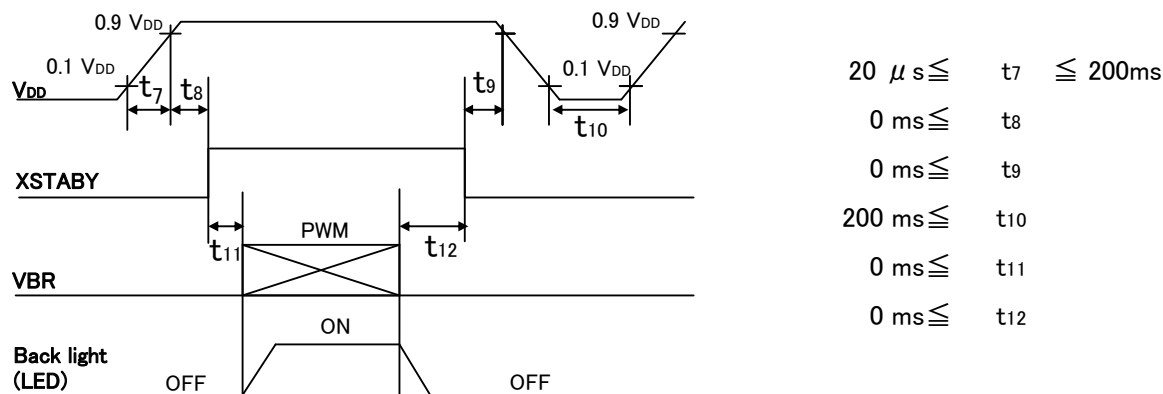 0.9 VDD
0.9 VDD
0.1 VDD
0.1 VDD
VDD
t7
t8
t9
t10
XSTABY
t11
PWM
t12
VBR
ON
Back light
(LED)
OFF
OFF
20 μs≦ t7 ≦ 200ms
0 ms≦ t8
0 ms≦ t9
200 ms≦ t10
0 ms≦ t11
0 ms≦ t12